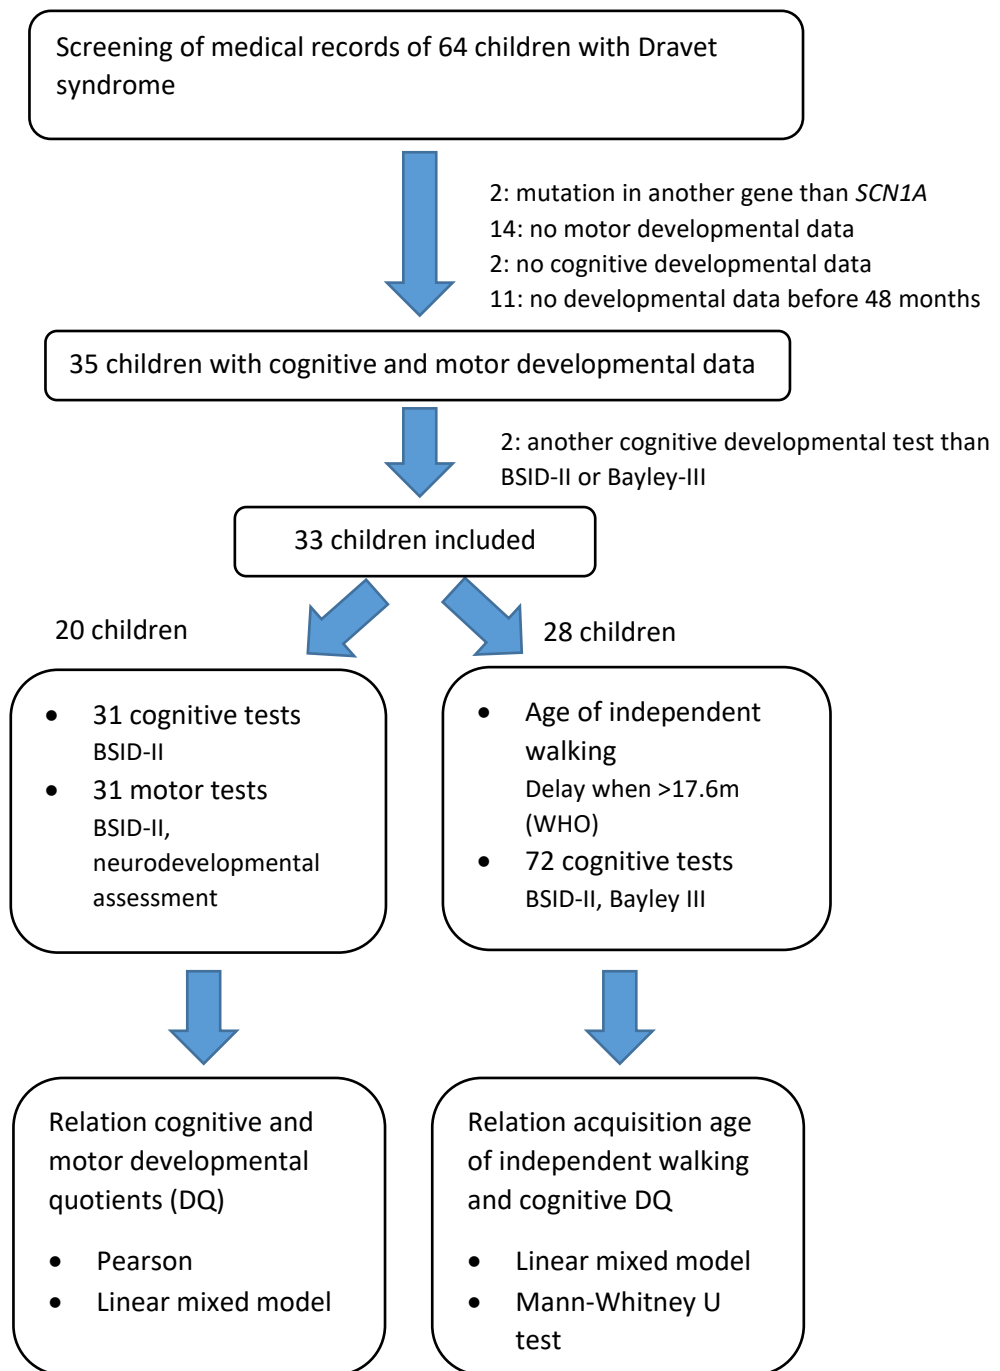 Screening of medical records of 64 children with Dravet
syndrome
2: mutation in another gene than SCN1A
14: no motor developmental data
2: no cognitive developmental data
11: no developmental data before 48 months
35 children with cognitive and motor developmental data
2: another cognitive developmental test than
BSID-II or Bayley-III
33 children included
20 children
28 children
• 31 cognitive tests
BSID-II
• 31 motor tests
BSID-II,
neurodevelopmental
assessment
• Age of independent
walking
Delay when >17.6m
(WHO)
• 72 cognitive tests
BSID-II, Bayley III
Relation cognitive and
motor developmental
quotients (DQ)
• Pearson
• Linear mixed model
Relation acquisition age
of independent walking
and cognitive DQ
• Linear mixed model
• Mann-Whitney U
test